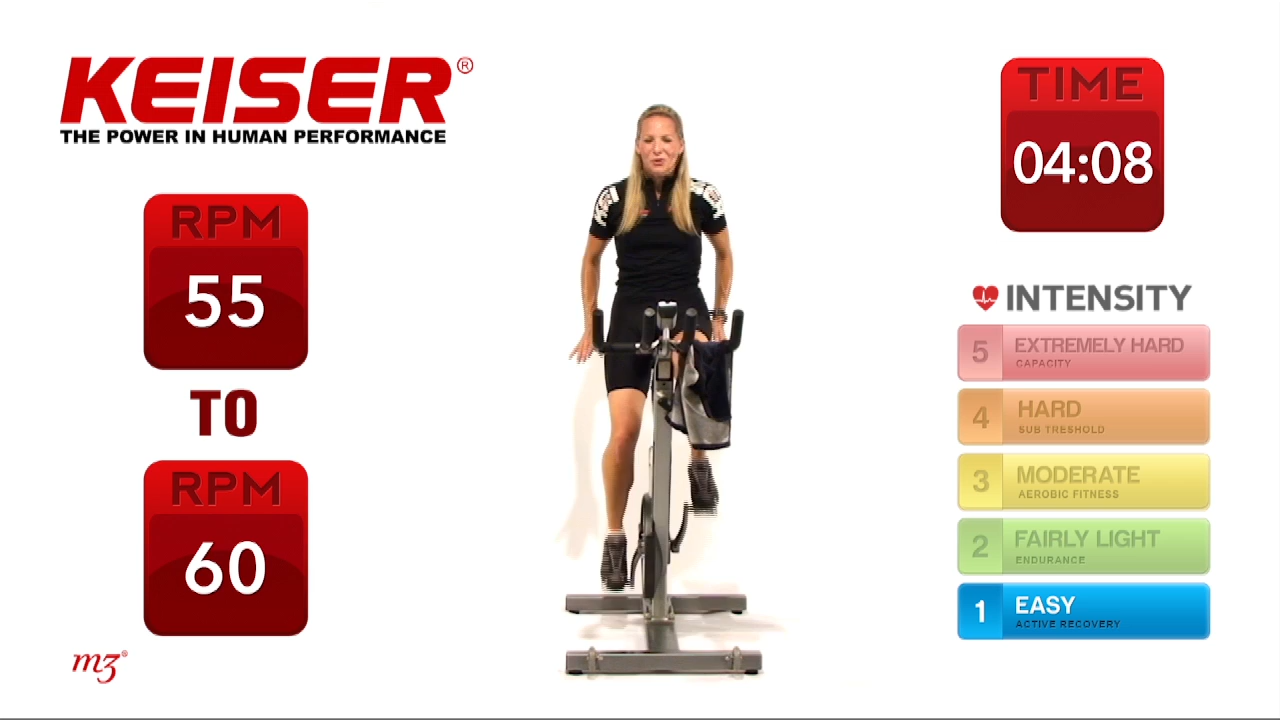 KEISER®
THE POWER IN HUMAN PERFORMANCE
RPM
55
TO
RPM
60
m3®
TIME
04:08
INTENSITY
5 EXTREMELY HARD
CAPACITY
4 HARD
SUB TRESHOLD
3 MODERATE
AEROBIC FITNESS
2 FAIRLY LIGHT
ENDURANCE
1 EASY
ACTIVE RECOVERY